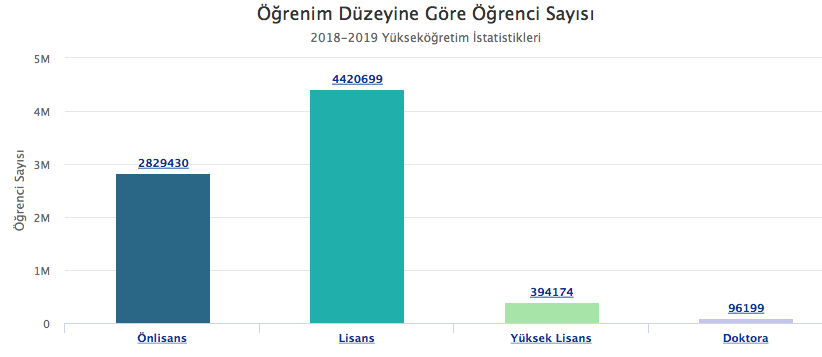 Öğrenim Düzeyine Göre Öğrenci Sayısı
2018-2019 Yükseköğretim İstatistikleri
Öğrenci Sayısı
5M
4M
3M
2M
1M
0
2829430
4420699
394174
96199
Önlisans
Lisans
Yüksek Lisans
Doktora